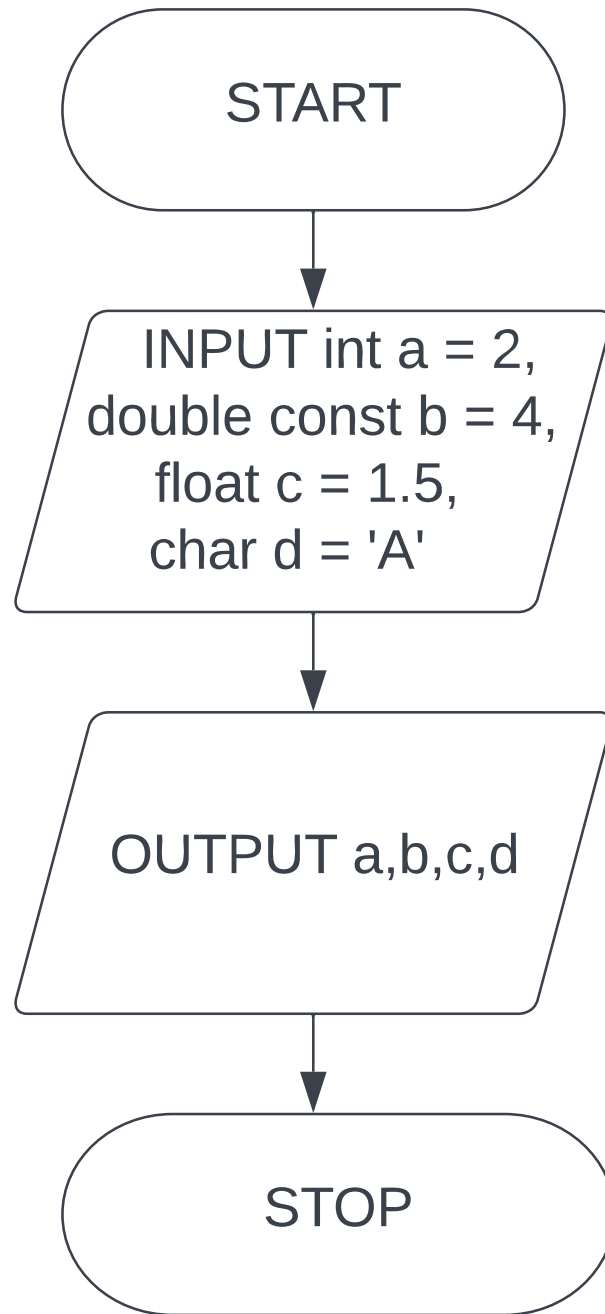 START
INPUT int a = 2,
double const b = 4,
float c = 1.5,
char d = 'A'
OUTPUT a,b,c,d
STOP